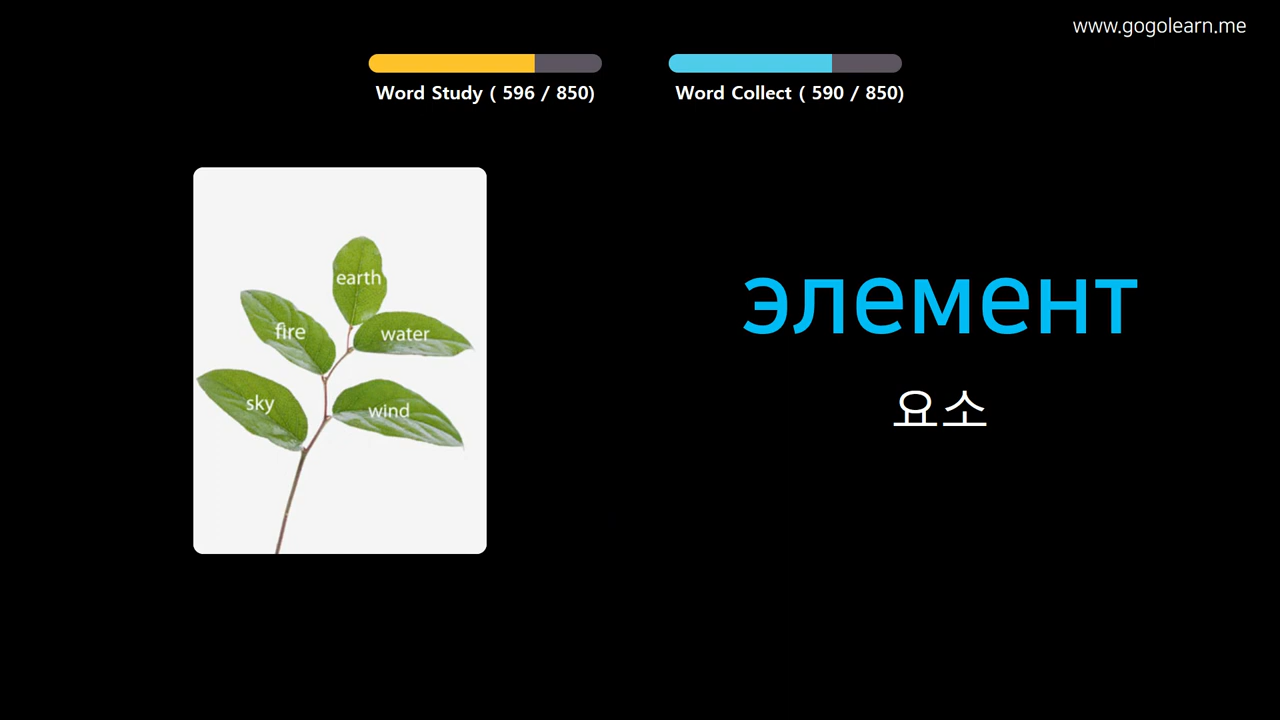 www.gogolearn.me
Word Study ( 596 / 850)
Word Collect ( 590 / 850)
earth
fire
water
sky
wind
элемент
요소